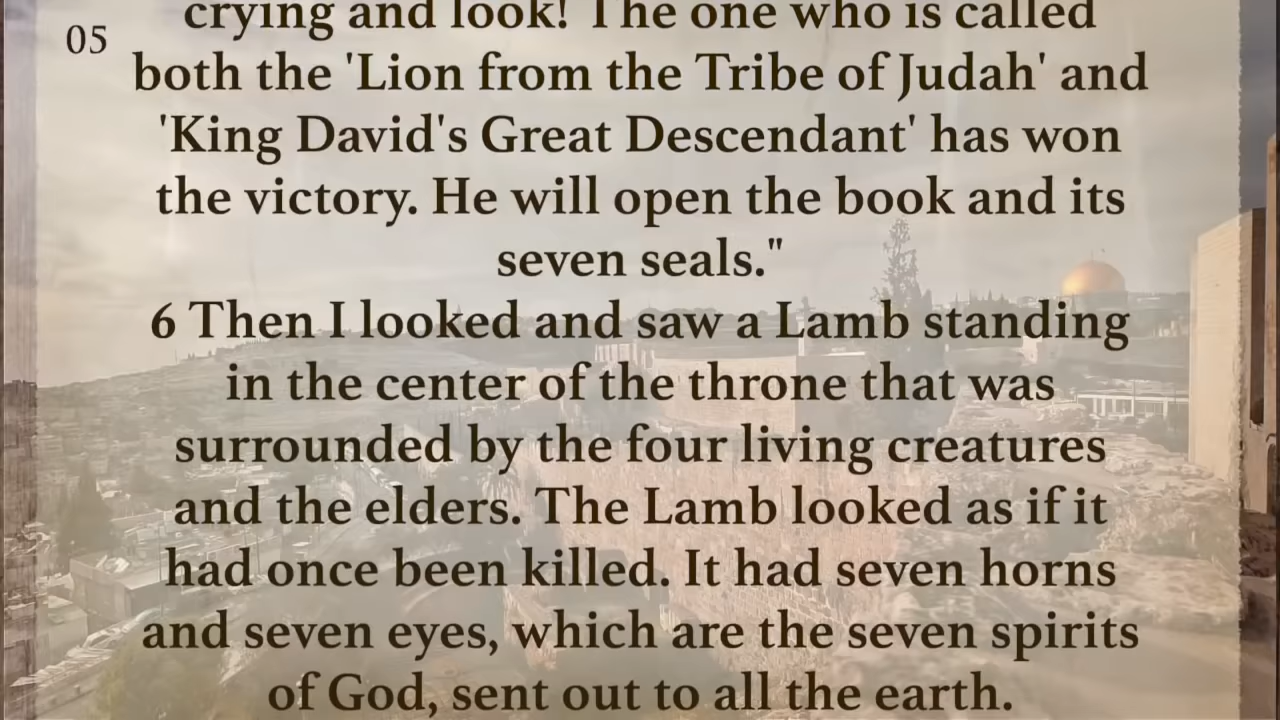 05
crying and look! The one who is called
both the 'Lion from the Tribe of Judah' and
'King David's Great Descendant' has won
the victory. He will open the book and its
seven seals."
6 Then I looked and saw a Lamb standing
in the center of the throne that was
surrounded by the four living creatures
and the elders. The Lamb looked as if it
had once been killed. It had seven horns
and seven eyes, which are the seven spirits
of God, sent out to all the earth.